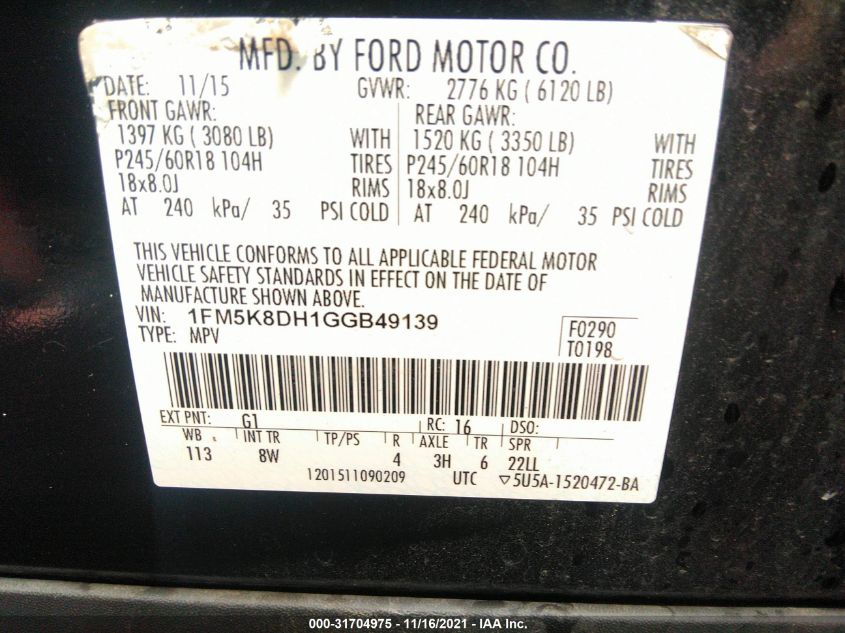 MFD. BY FORD MOTOR CO.
DATE: 11/15 GVWR: 2776 KG ( 6120 LB)
FRONT GAWR: REAR GAWR:
1397 KG ( 3080 LB) WITH 1520 KG ( 3350 LB) WITH
P245/60R18 104H TIRES P245/60R18 104H TIRES
18x8.0J RIMS 18x8.0J RIMS
AT 240 kPa/ 35 PSI COLD AT 240 kPa/ 35 PSI COLD
THIS VEHICLE CONFORMS TO ALL APPLICABLE FEDERAL MOTOR
VEHICLE SAFETY STANDARDS IN EFFECT ON THE DATE OF
MANUFACTURE SHOWN ABOVE.
VIN: 1FM5K8DH1GGB49139 F0290
TYPE: MPV T0198
EXT PNT: G1 RC: 16 DSO:
WB INT TR TP/PS R AXLE TR SPR
113 8W 4 3H 6 22LL
1201511090209 UTC ▽5U5A-1520472-BA
000-31704975 - 11/16/2021 - IAA Inc.